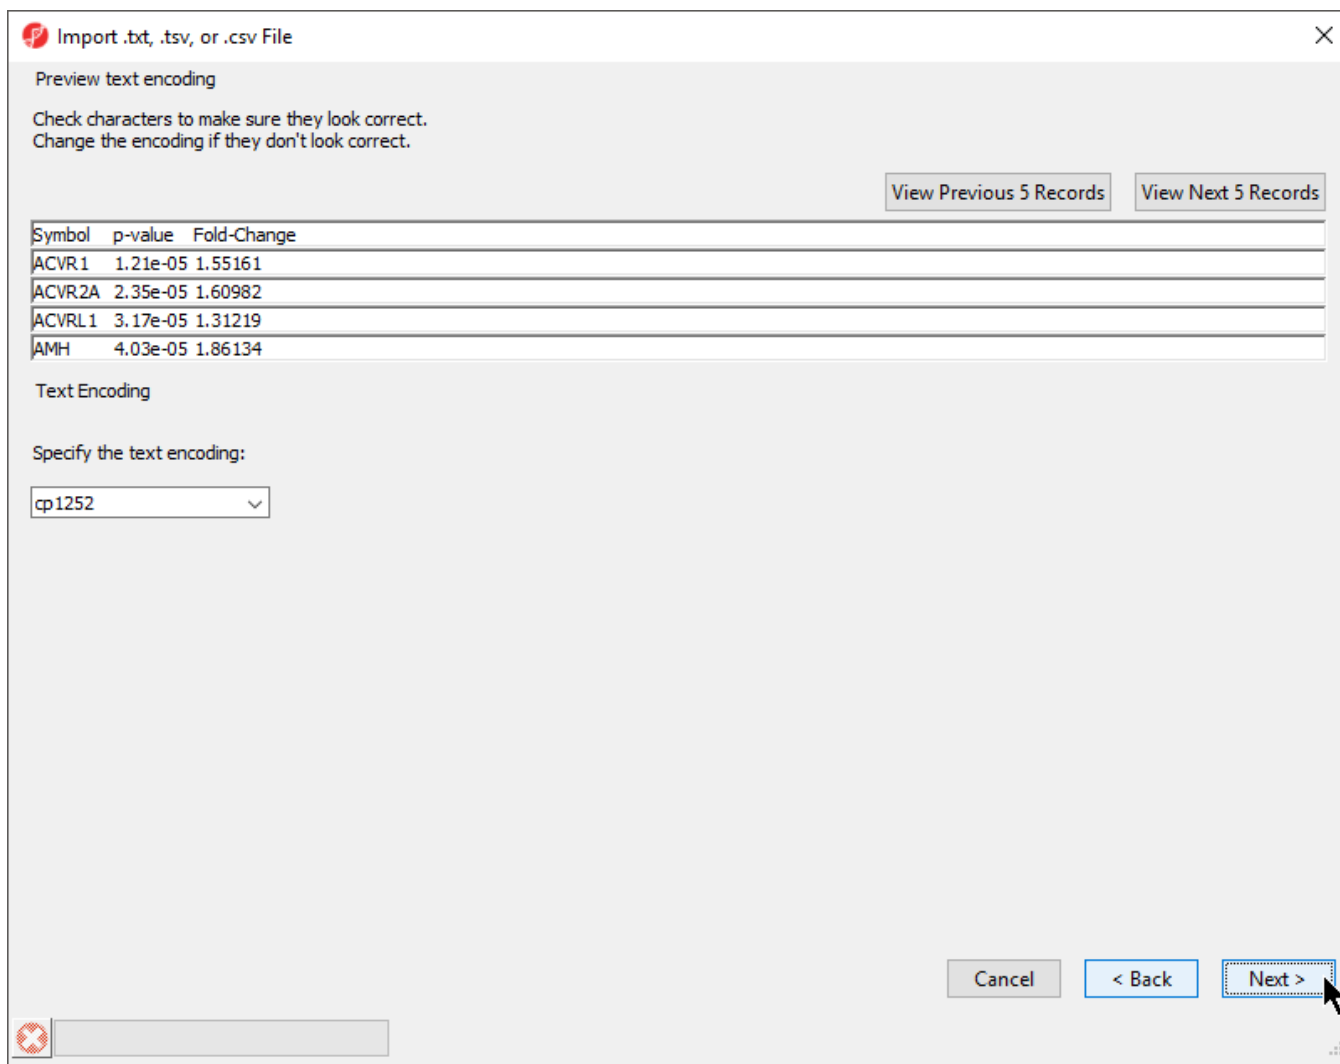 Import .txt, .tsv, or .csv File
Preview text encoding
Check characters to make sure they look correct.
Change the encoding if they don't look correct.
View Previous 5 Records View Next 5 Records
Symbol p-value Fold-Change
ACVR1 1.21e-05 1.55161
ACVR2A 2.35e-05 1.60982
ACVRL1 3.17e-05 1.31219
AMH 4.03e-05 1.86134
Text Encoding
Specify the text encoding:
cp1252
Cancel < Back Next >